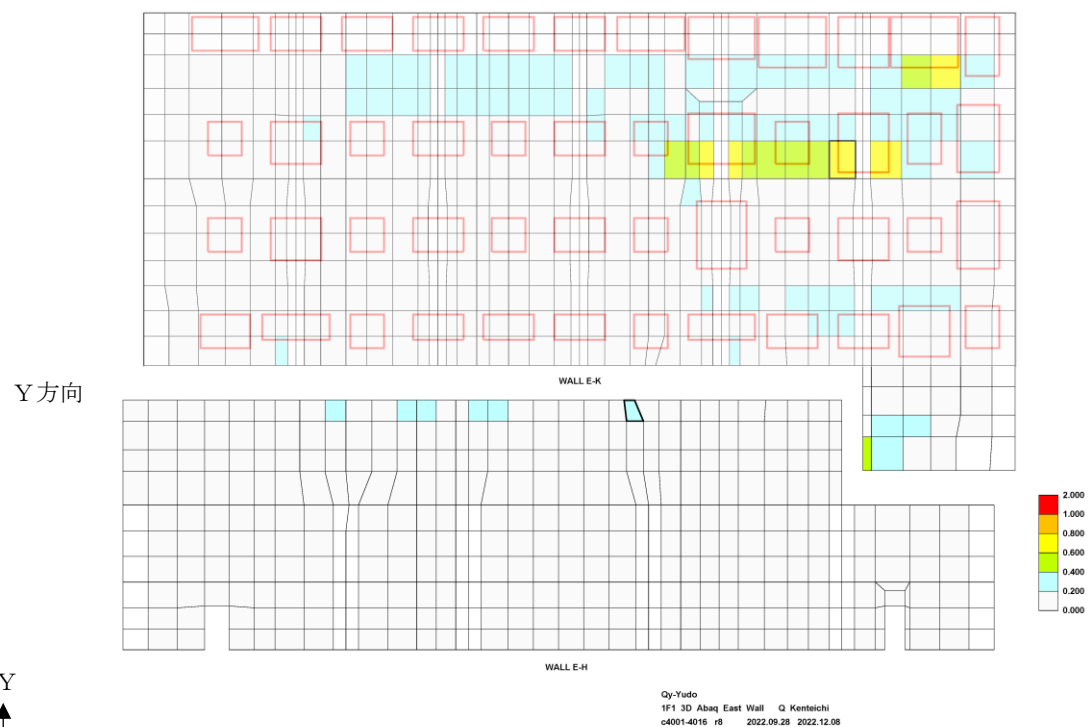 WALL E-K
Y方向
2.000
1.000
0.800
0.600
0.400
0.200
0.000
WALL E-H
Y
Qy-Yudo
1F1 3D Abaq East Wall Q Kenteichi
c4001-4016 r8 2022.09.28 2022.12.08